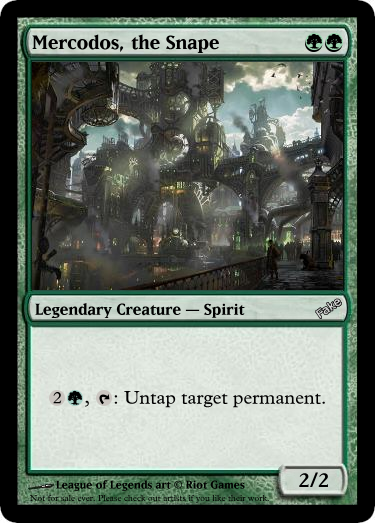 Mercodos, the Snape
Legendary Creature — Spirit
Fake
2, : Untap target permanent.
2/2
League of Legends art © Riot Games
Not for sale ever. Please check our artists if you like their work.